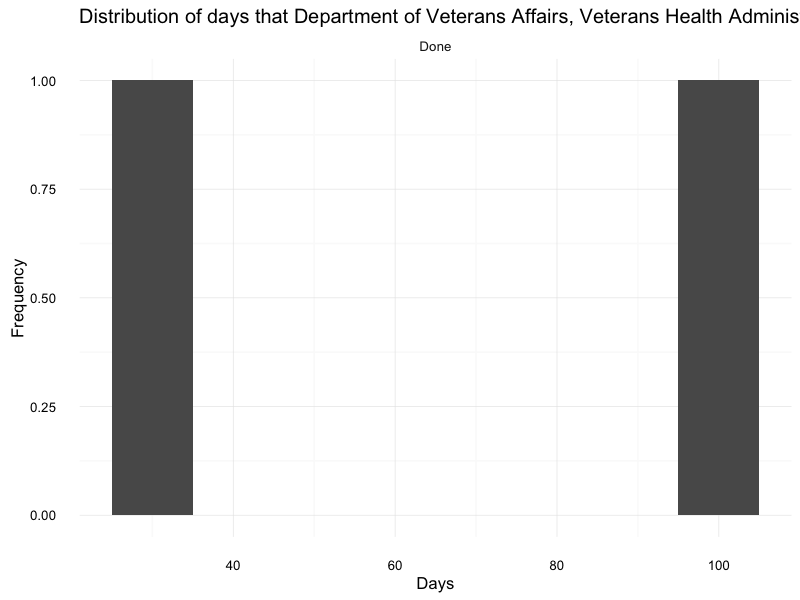 Distribution of days that Department of Veterans Affairs, Veterans Health Adminis
Done
1.00
0.75
0.50
0.25
0.00
Frequency
40 60 80 100
Days